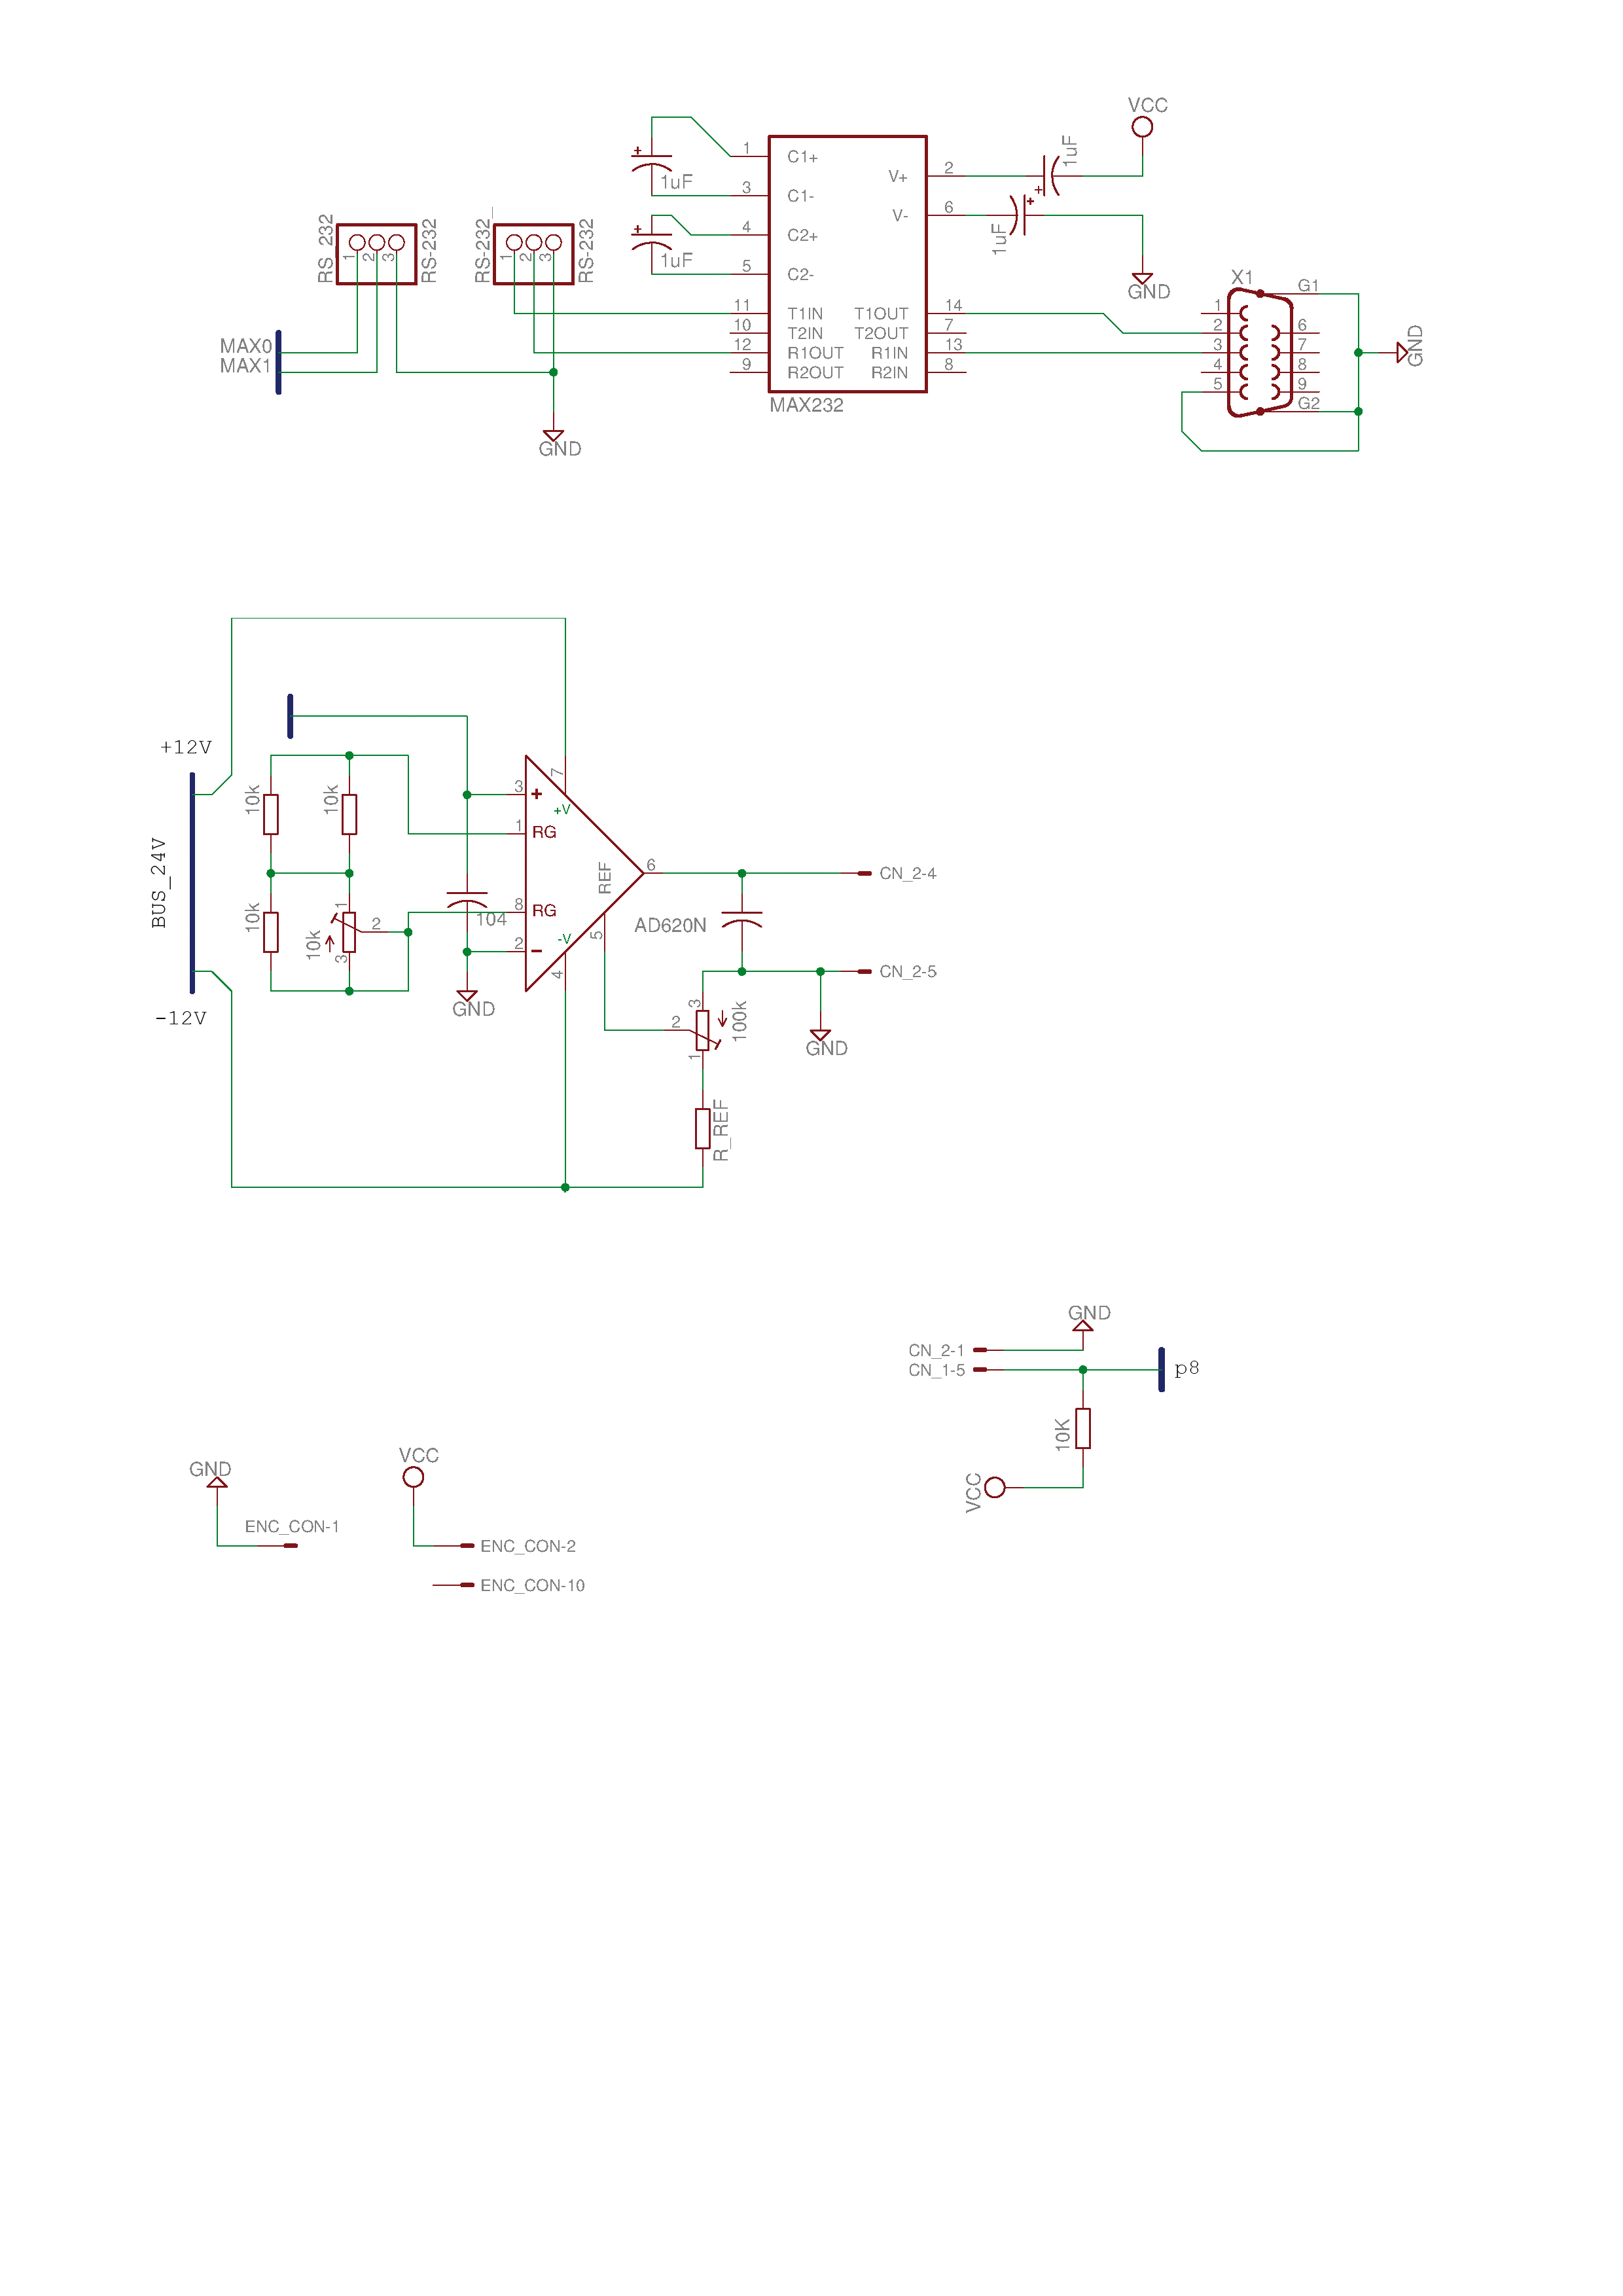 VCC
1 C1+
1uF
1uF
3 C1-
V+ 2
V- 6
1uF
4 C2+
1uF
5 C2-
GND
RS 232
1 2 3
RS-232
RS-232
1 2 3
RS-232
11 T1IN T1OUT 14
10 T2IN T2OUT 7
12 R1OUT R1IN 13
9 R2OUT R2IN 8
MAX232
X1
G1
1
2 6
3 7
4 8
5 9
G2
GND
MAX0
MAX1
GND
+12V
BUS_24V
-12V
10k
10k
10k
10k
1
2
3
104
GND
3 +
7
+V
1 RG
8 RG
2 -
-V
4
REF
5
6
AD620N
CN_2-4
CN_2-5
3
2
1
100k
GND
R_REF
GND
CN_2-1
CN_1-5
p8
10K
VCC
GND
VCC
ENC_CON-1
ENC_CON-2
ENC_CON-10